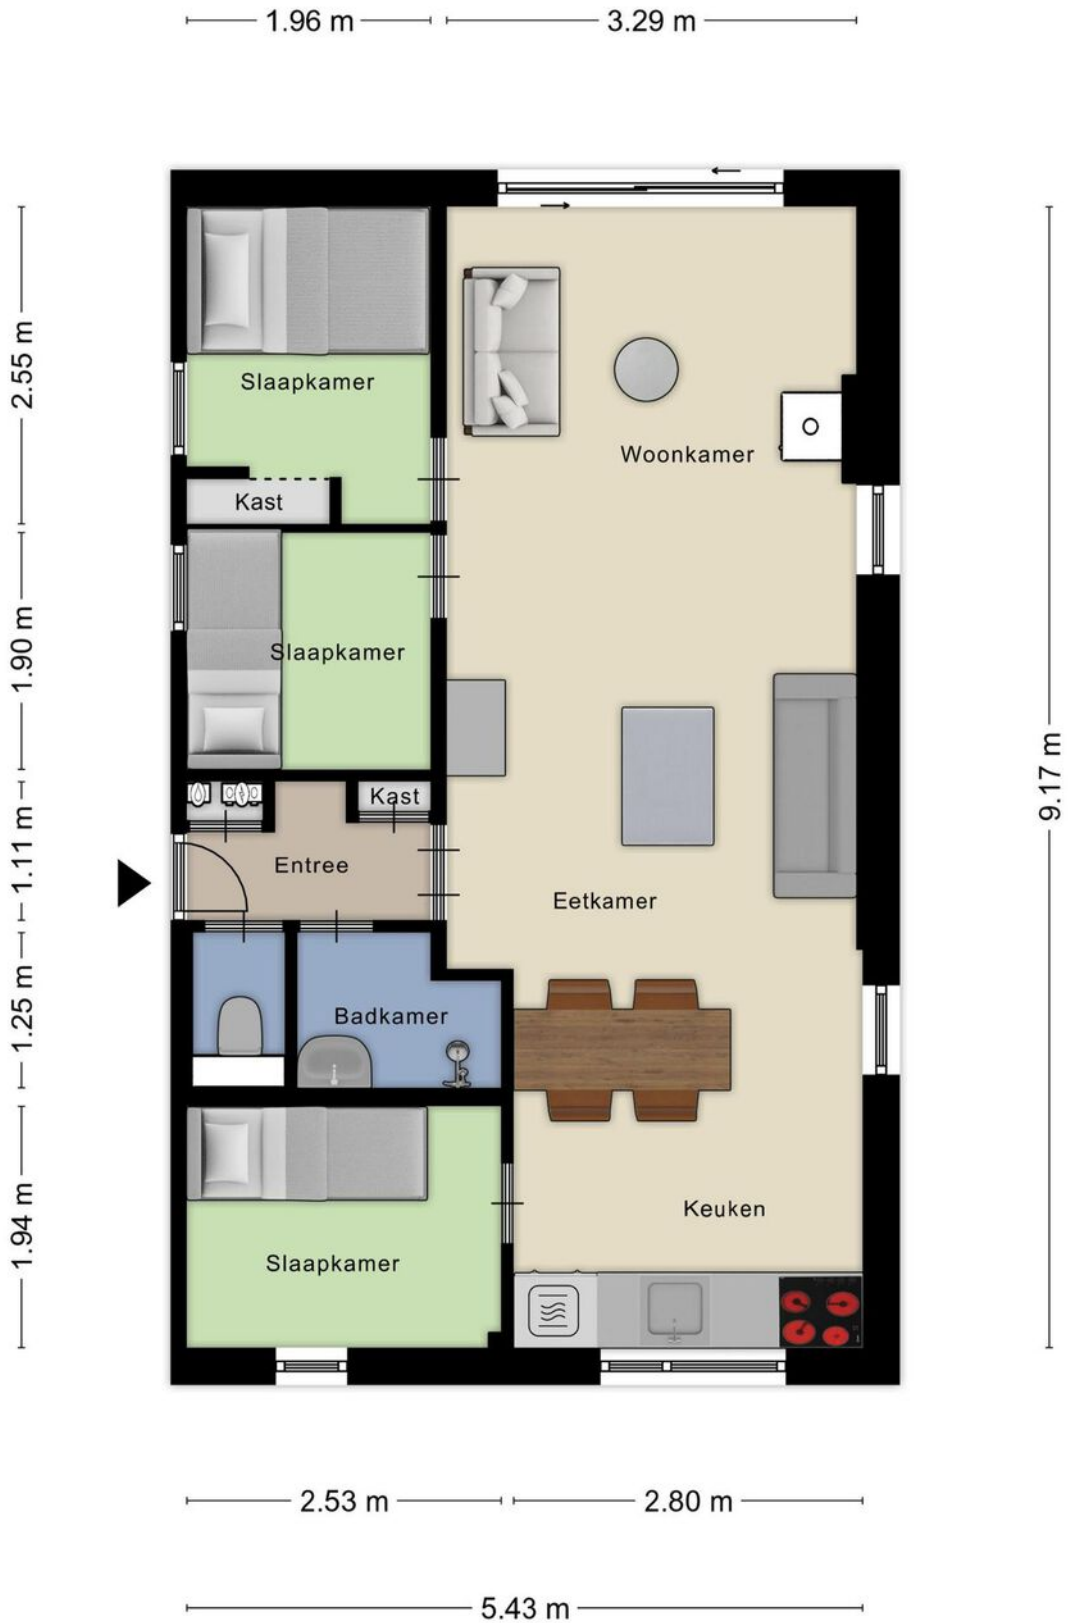 1.96 m
3.29 m
2.55 m
Slaapkamer
Woonkamer
Kast
1.90 m
Slaapkamer
9.17 m
1.11 m
Kast
Entree
Eetkamer
1.25 m
Badkamer
1.94 m
Keuken
Slaapkamer
2.53 m
2.80 m
5.43 m